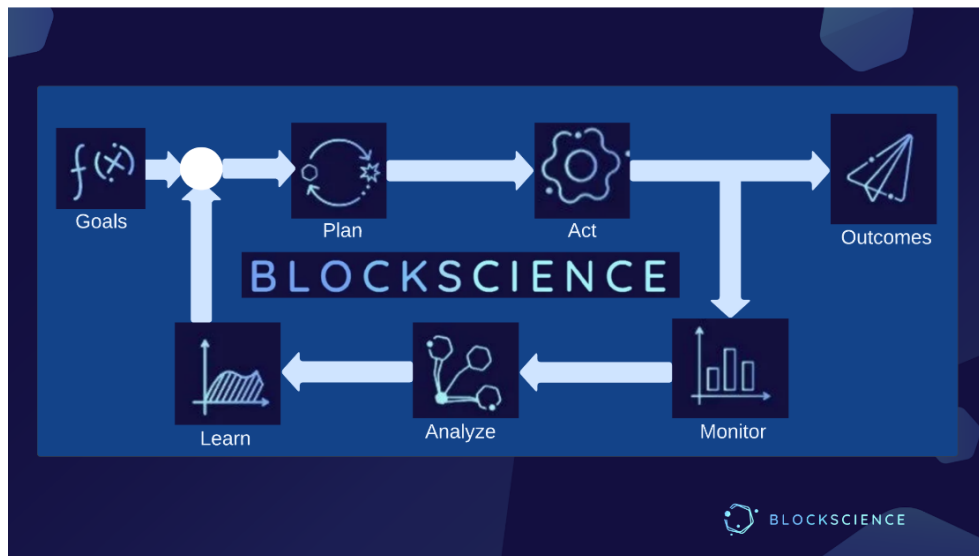 f(x)
Goals
Plan
Act
Outcomes
BLOCKSCIENCE
Learn
Analyze
Monitor
BLOCKSCIENCE